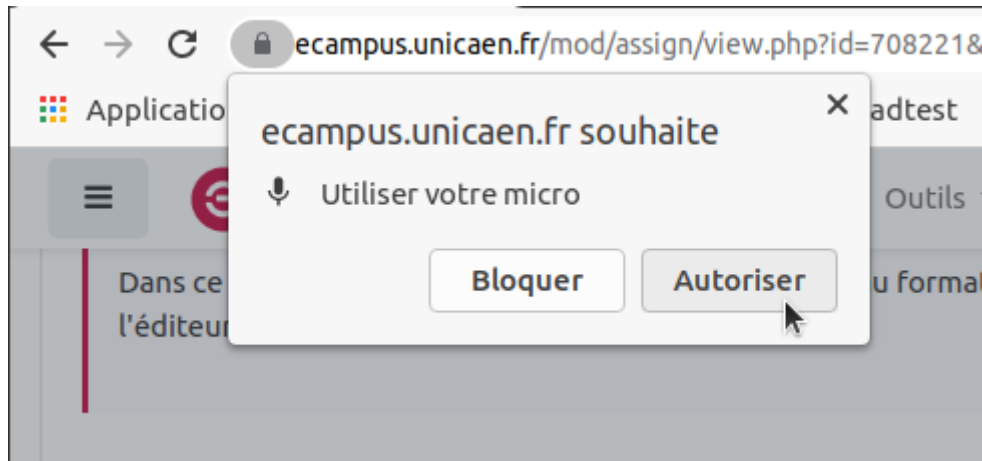 ecampus.unicaen.fr/mod/assign/view.php?id=708221&
Applicatio
adtest
ecampus.unicaen.fr souhaite
Utiliser votre micro
Outils
Bloquer
Autoriser
Dans ce
u format
l'éditeur